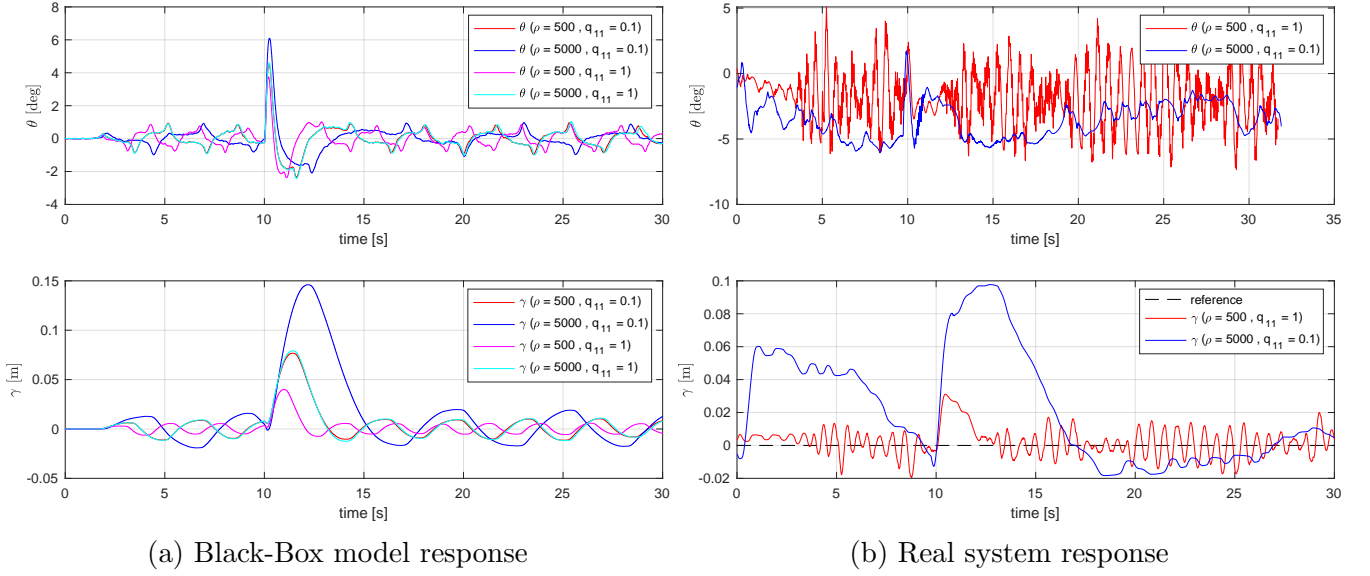 8
6
4
2
0
-2
-4
θ [deg]
0 5 10 15 20 25 30
time [s]
θ (ρ = 500 , q11 = 0.1)
θ (ρ = 5000 , q11 = 0.1)
θ (ρ = 500 , q11 = 1)
θ (ρ = 5000 , q11 = 1)
0.15
0.1
0.05
0
-0.05
γ [m]
0 5 10 15 20 25 30
time [s]
γ (ρ = 500 , q11 = 0.1)
γ (ρ = 5000 , q11 = 0.1)
γ (ρ = 500 , q11 = 1)
γ (ρ = 5000 , q11 = 1)
(a) Black-Box model response
5
0
-5
-10
θ [deg]
0 5 10 15 20 25 30 35
time [s]
θ (ρ = 500 , q11 = 1)
θ (ρ = 5000 , q11 = 0.1)
0.1
0.08
0.06
0.04
0.02
0
-0.02
γ [m]
0 5 10 15 20 25 30
time [s]
reference
γ (ρ = 500 , q11 = 1)
γ (ρ = 5000 , q11 = 0.1)
(b) Real system response